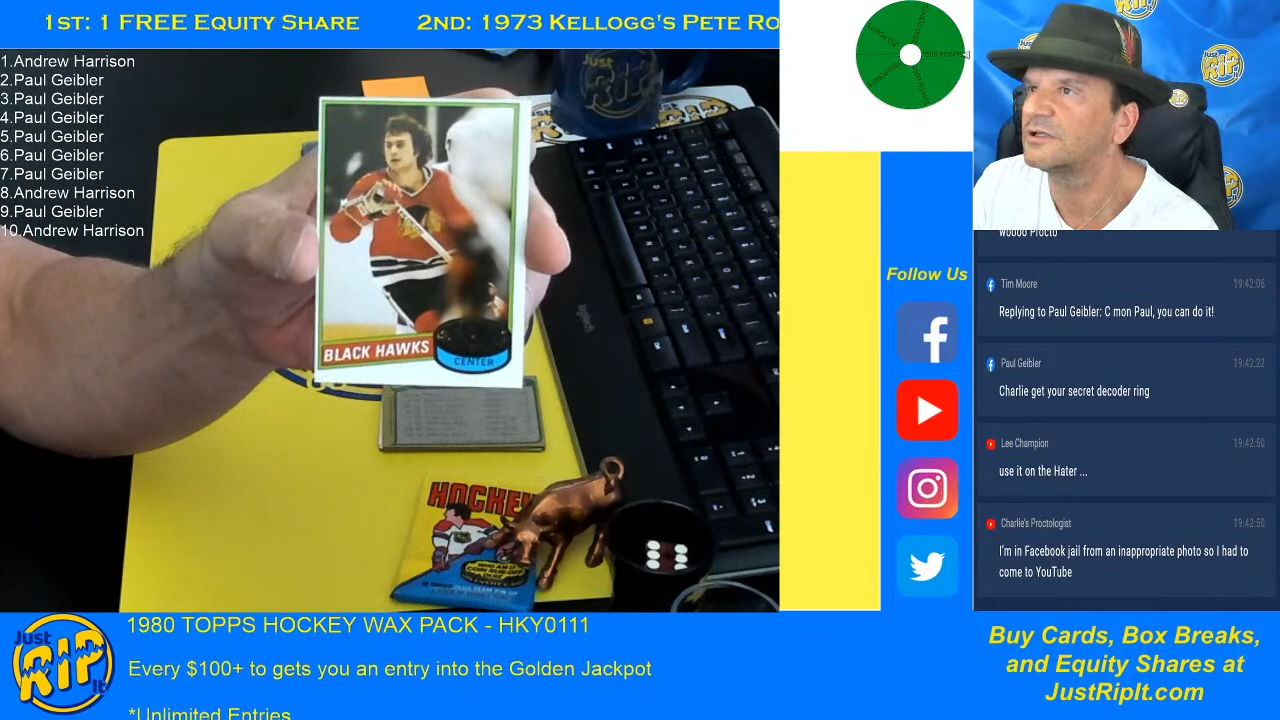 1ST: 1 FREE EQUITY SHARE
2ND: 1973 KELLOGG'S PETE RO
1.Andrew Harrison
2.Paul Geibler
3.Paul Geibler
4.Paul Geibler
5.Paul Geibler
6.Paul Geibler
7.Paul Geibler
8.Andrew Harrison
9.Paul Geibler
10.Andrew Harrison
BLACK HAWKS
CENTER
HOCKEY
Just
RIP
Follow Us
woooo Procto
Tim Moore
19:42:06
Replying to Paul Geibler: C mon Paul, you can do it!
Paul Geibler
19:42:22
Charlie get your secret decoder ring
Lee Champion
19:42:50
use it on the Hater ...
Charlie's Proctologist
19:42:50
I'm in Facebook jail from an inappropriate photo so I had to
come to YouTube
Just
RIP
It
1980 TOPPS HOCKEY WAX PACK - HKY0111
Every $100+ to gets you an entry into the Golden Jackpot
*Unlimited Entries
Buy Cards, Box Breaks,
and Equity Shares at
JustRipIt.com